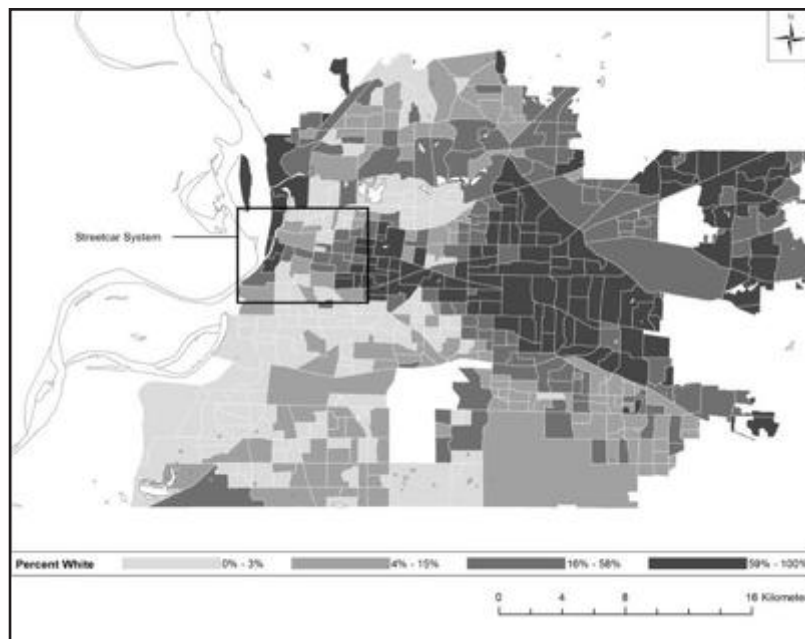 N
Streetcar System
Percent White 0% - 3% 4% - 15% 16% - 58% 59% - 100%
0 4 8 16 Kilometers